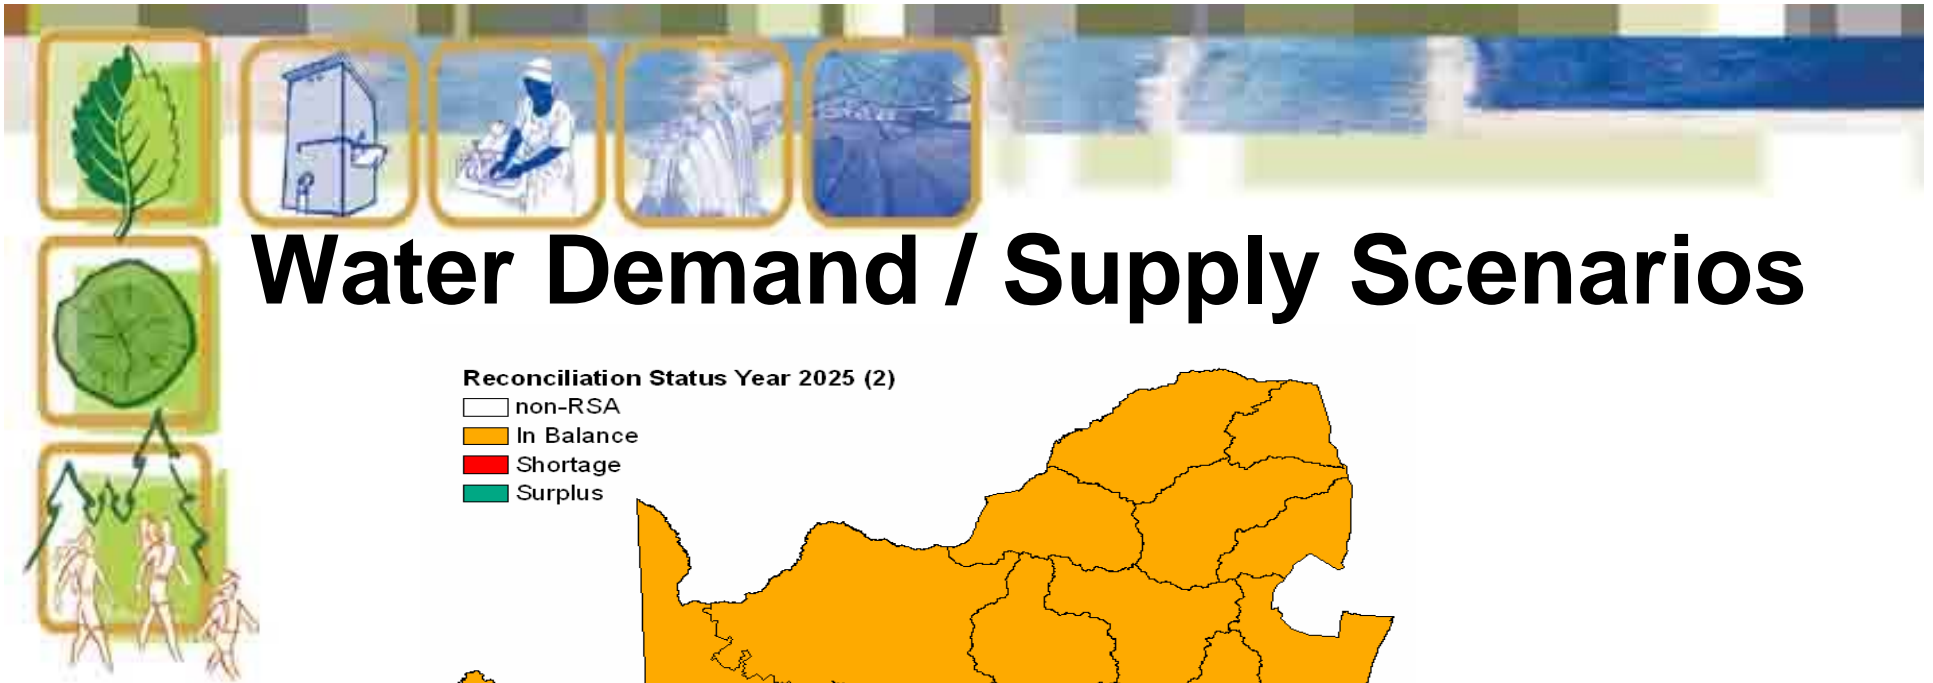 Water Demand / Supply Scenarios
Reconciliation Status Year 2025 (2)
non-RSA
In Balance
Shortage
Surplus